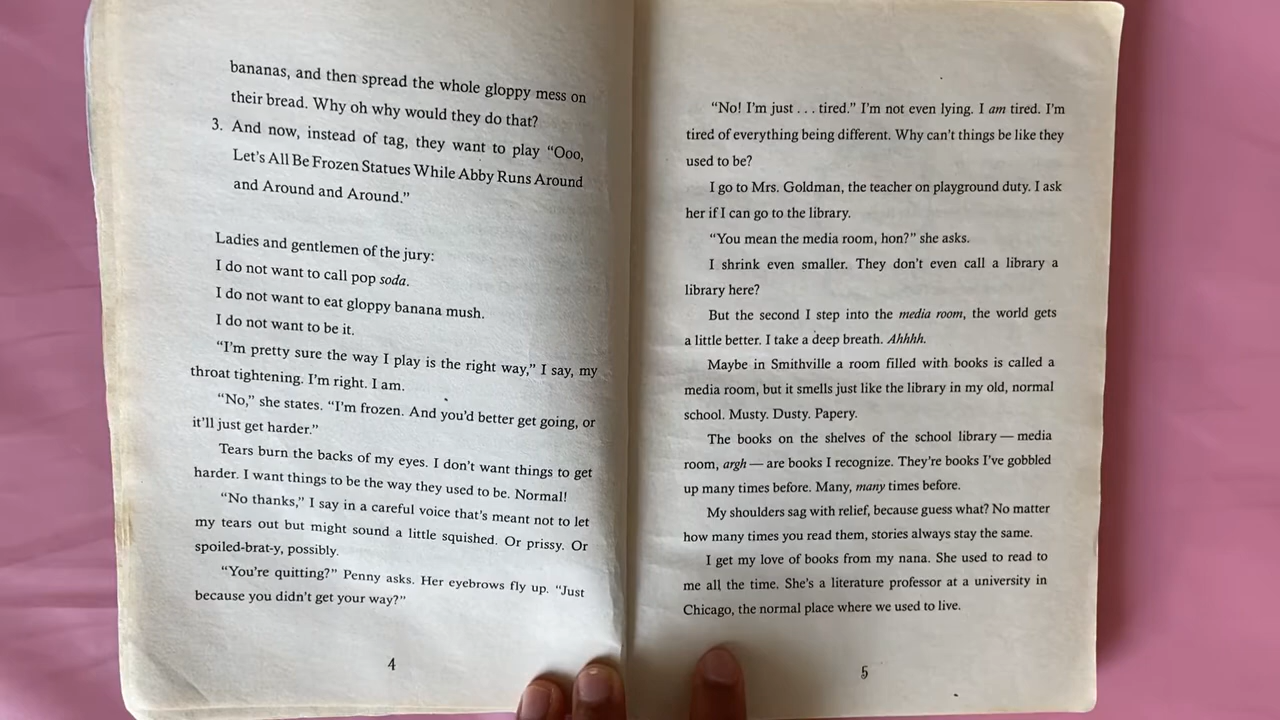 bananas, and then spread the whole gloppy mess on
their bread. Why oh why would they do that?
3. And now, instead of tag, they want to play “Ooo,
Let’s All Be Frozen Statues While Abby Runs Around
and Around and Around.”
Ladies and gentlemen of the jury:
I do not want to call pop soda.
I do not want to eat gloppy banana mush.
I do not want to be it.
“I’m pretty sure the way I play is the right way,” I say, my
throat tightening. I’m right. I am.
“No,” she states. “I’m frozen. And you’d better get going, or
it’ll just get harder.”
Tears burn the backs of my eyes. I don’t want things to get
harder. I want things to be the way they used to be. Normal!
“No thanks,” I say in a careful voice that’s meant not to let
my tears out but might sound a little squished. Or prissy. Or
spoiled-brat-y, possibly.
“You’re quitting?” Penny asks. Her eyebrows fly up. “Just
because you didn’t get your way?”
4
“No! I’m just . . . tired.” I’m not even lying. I am tired. I’m
tired of everything being different. Why can’t things be like they
used to be?
I go to Mrs. Goldman, the teacher on playground duty. I ask
her if I can go to the library.
“You mean the media room, hon?” she asks.
I shrink even smaller. They don’t even call a library a
library here?
But the second I step into the media room, the world gets
a little better. I take a deep breath. Ahhhh.
Maybe in Smithville a room filled with books is called a
media room, but it smells just like the library in my old, normal
school. Musty. Dusty. Papery.
The books on the shelves of the school library — media
room, argh — are books I recognize. They’re books I’ve gobbled
up many times before. Many, many times before.
My shoulders sag with relief, because guess what? No matter
how many times you read them, stories always stay the same.
I get my love of books from my nana. She used to read to
me all the time. She’s a literature professor at a university in
Chicago, the normal place where we used to live.
5